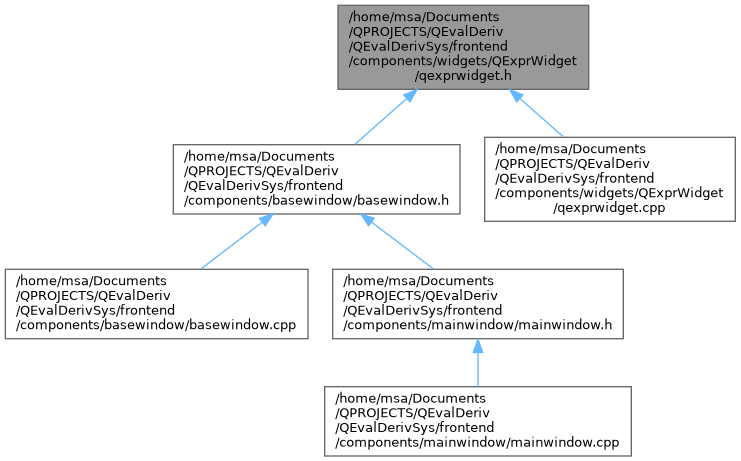 /home/msa/Documents
/QPROJECTS/QEvalDeriv
/QEvalDerivSys/frontend
/components/widgets/QExprWidget
/qexprwidget.h
/home/msa/Documents
/QPROJECTS/QEvalDeriv
/QEvalDerivSys/frontend
/components/basewindow/basewindow.h
/home/msa/Documents
/QPROJECTS/QEvalDeriv
/QEvalDerivSys/frontend
/components/widgets/QExprWidget
/qexprwidget.cpp
/home/msa/Documents
/QPROJECTS/QEvalDeriv
/QEvalDerivSys/frontend
/components/basewindow/basewindow.cpp
/home/msa/Documents
/QPROJECTS/QEvalDeriv
/QEvalDerivSys/frontend
/components/mainwindow/mainwindow.h
/home/msa/Documents
/QPROJECTS/QEvalDeriv
/QEvalDerivSys/frontend
/components/mainwindow/mainwindow.cpp